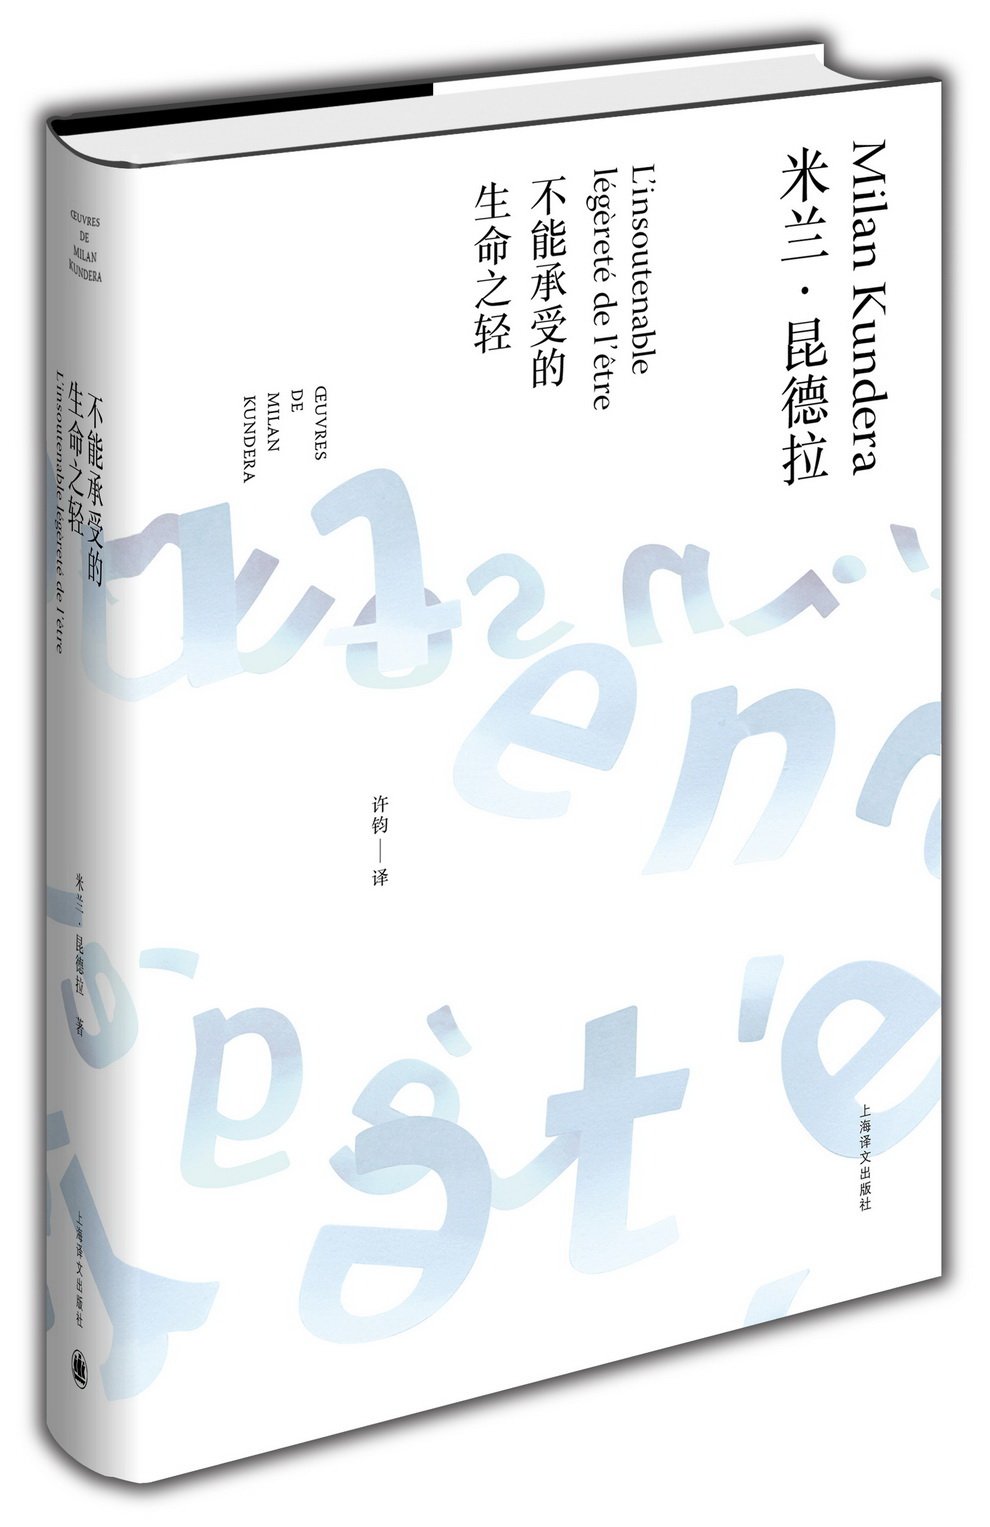 Milan Kundera
米兰·昆德拉
L'insoutenable
légèreté de l'être
不能承受的
生命之轻
ŒUVRES
DE
MILAN
KUNDERA
许钧——译
上海译文出版社
ŒUVRES
DE
MILAN
KUNDERA
不能承受的
生命之轻
L'insoutenable légèreté de l'être
米兰·昆德拉 著
上海译文出版社